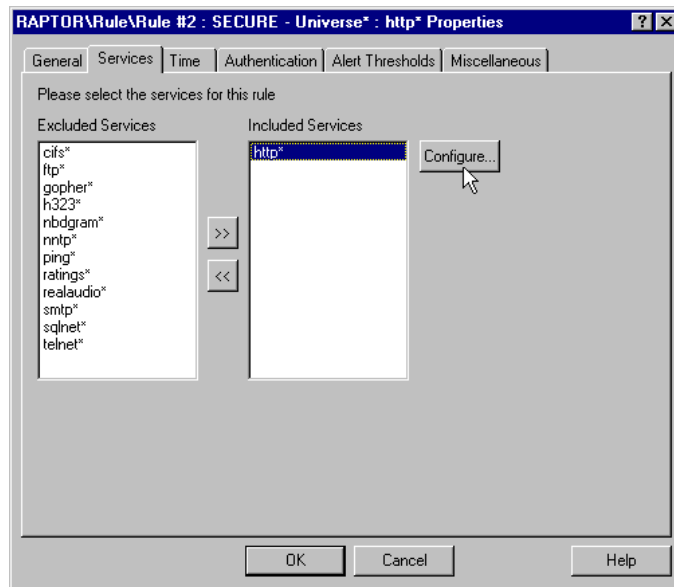 RAPTOR\Rule\Rule #2 : SECURE - Universe* : http* Properties
General Services Time Authentication Alert Thresholds Miscellaneous
Please select the services for this rule
Excluded Services Included Services
cifs*
ftp*
gopher*
h323*
nbdgram*
nntp*
ping*
ratings*
realaudio*
smtp*
sqlnet*
telnet*
>>
<<
http*
Configure...
OK Cancel Help